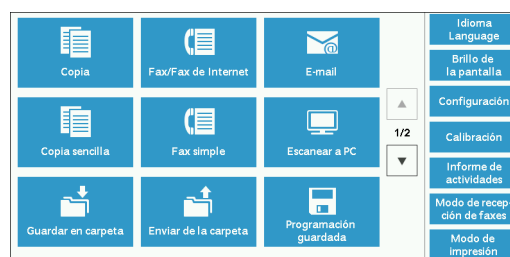 Copia
Fax/Fax de Internet
E-mail
@
Copia sencilla
Fax simple
Escanear a PC
Guardar en carpeta
Enviar de la carpeta
Programación
guardada
1/2
Idioma
Language
Brillo de
la pantalla
Configuración
Calibración
Informe de
actividades
Modo de recep-
ción de faxes
Modo de
impresión